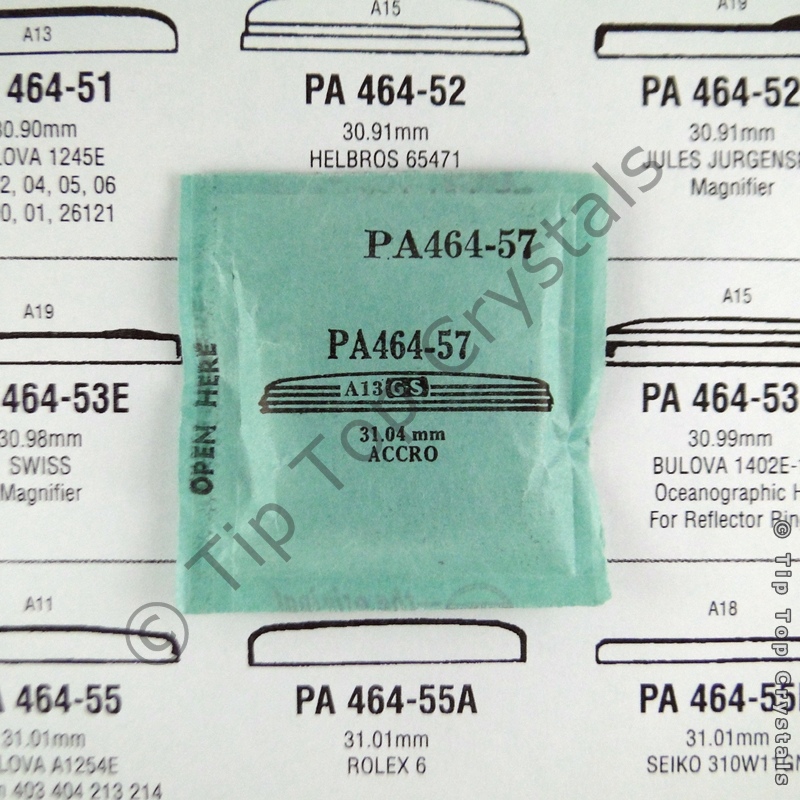 A13
A15
A19
464-51
PA 464-52
PA 464-52
30.90mm
30.91mm
30.91mm
LOVA 1245E
HELBROS 65471
JULES JURGENSE
2, 04, 05, 06
Magnifier
0, 01, 26121
PA464-57
PA464-57
A13 GS
31.04 mm
ACCRO
OPEN HERE
A19
A15
464-53E
PA 464-53
30.98mm
30.99mm
SWISS
BULOVA 1402E-
Magnifier
Oceanographic H
For Reflector Rin
A11
A18
464-55
PA 464-55A
PA 464-55
31.01mm
31.01mm
31.01mm
LOVA A1254E
ROLEX 6
SEIKO 310W
403 404 213 214
© Tip Top Crystals
© Tip Top Crystals